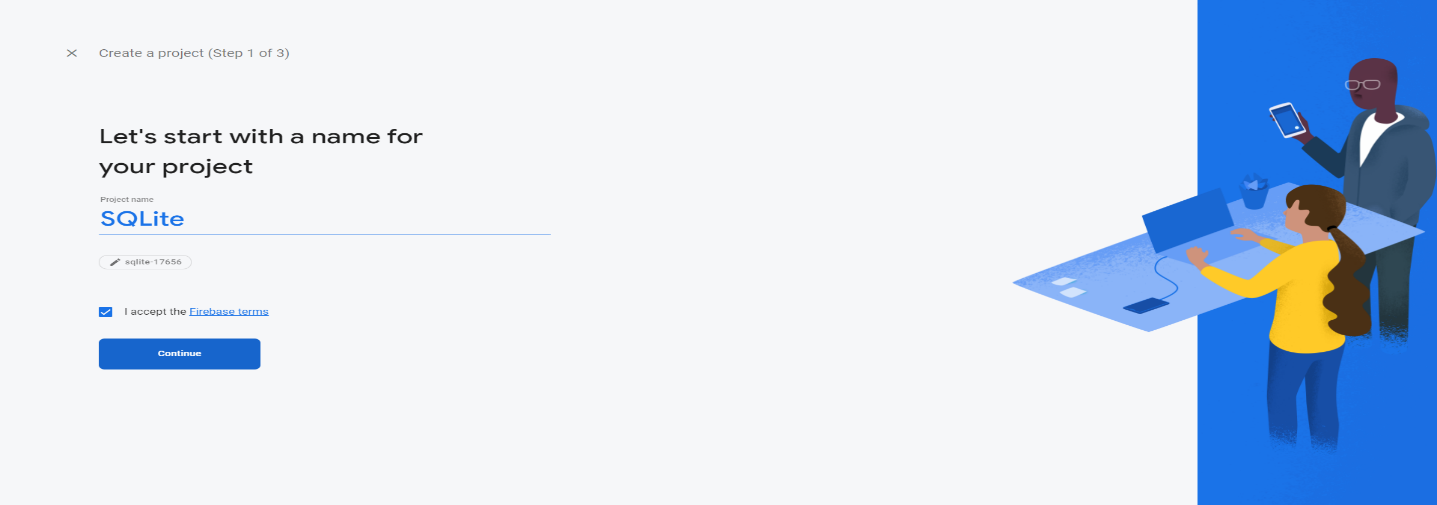 Create a project (Step 1 of 3)
Let's start with a name for
your project
Project name
SQLite
sqlite-17656
I accept the Firebase terms
Continue